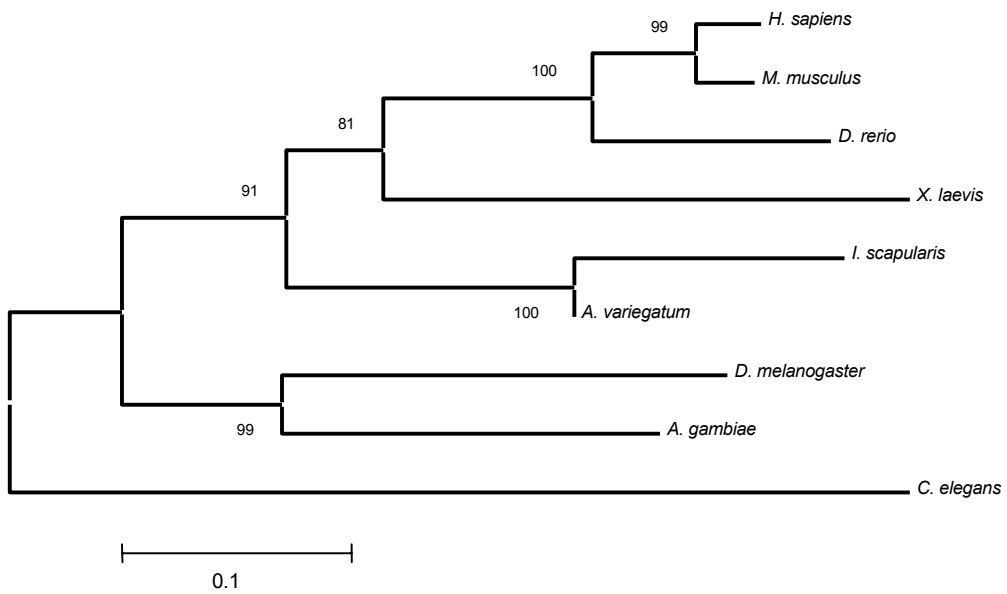 H. sapiens
99
M. musculus
100
D. rerio
81
X. laevis
91
I. scapularis
100
A. variegatum
D. melanogaster
99
A. gambiae
C. elegans
0.1